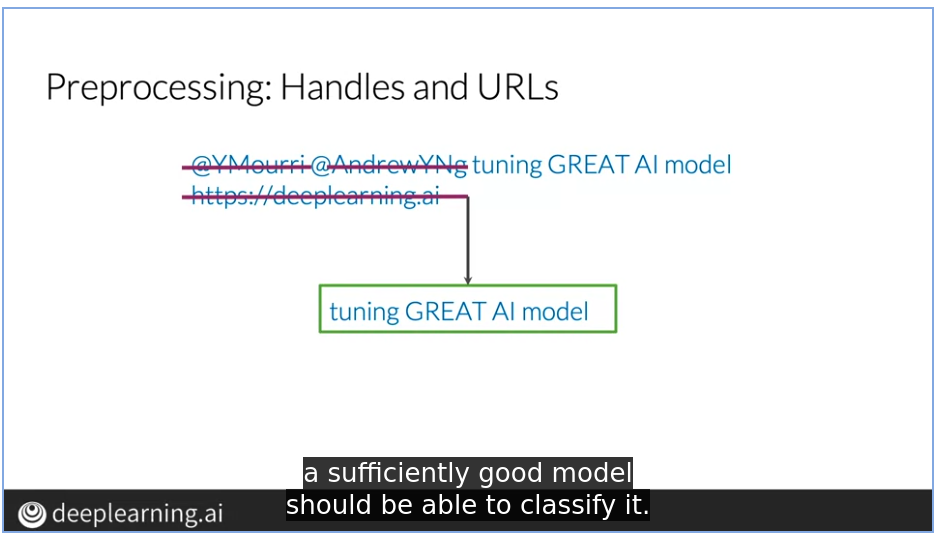 Preprocessing: Handles and URLs
@YMourri @AndrewYNg tuning GREAT AI model
https://deeplearning.ai
tuning GREAT AI model
a sufficiently good model
should be able to classify it.
deeplearning.ai